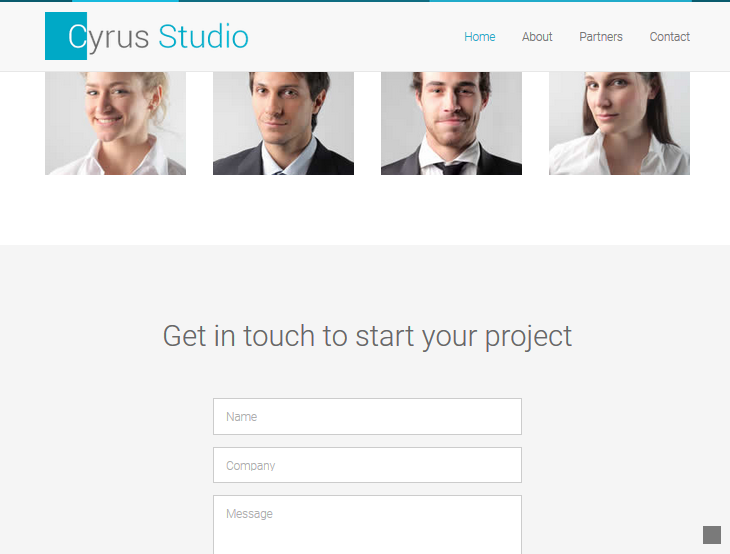 Cyrus Studio
Home About Partners Contact
Get in touch to start your project
Name
Company
Message